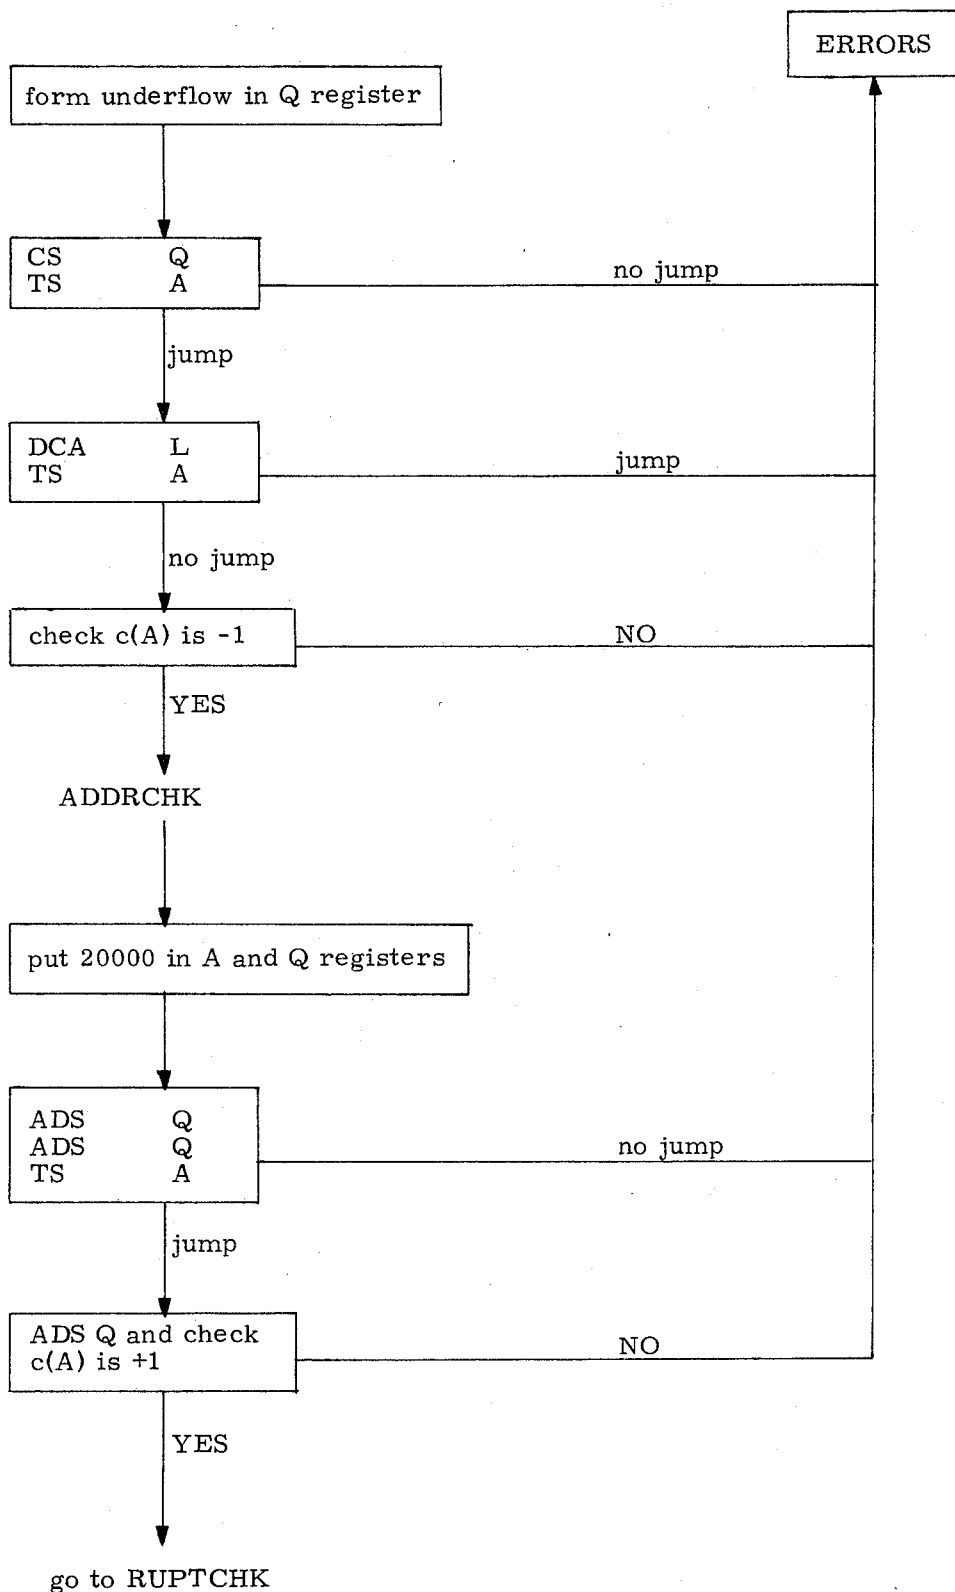 ERRORS
form underflow in Q register
CS Q
TS A
no jump
jump
DCA L
TS A
jump
no jump
check c(A) is -1
NO
YES
ADDRCHK
put 20000 in A and Q registers
ADS Q
ADS Q
TS A
no jump
jump
ADS Q and check
c(A) is +1
NO
YES
go to RUPTCHK